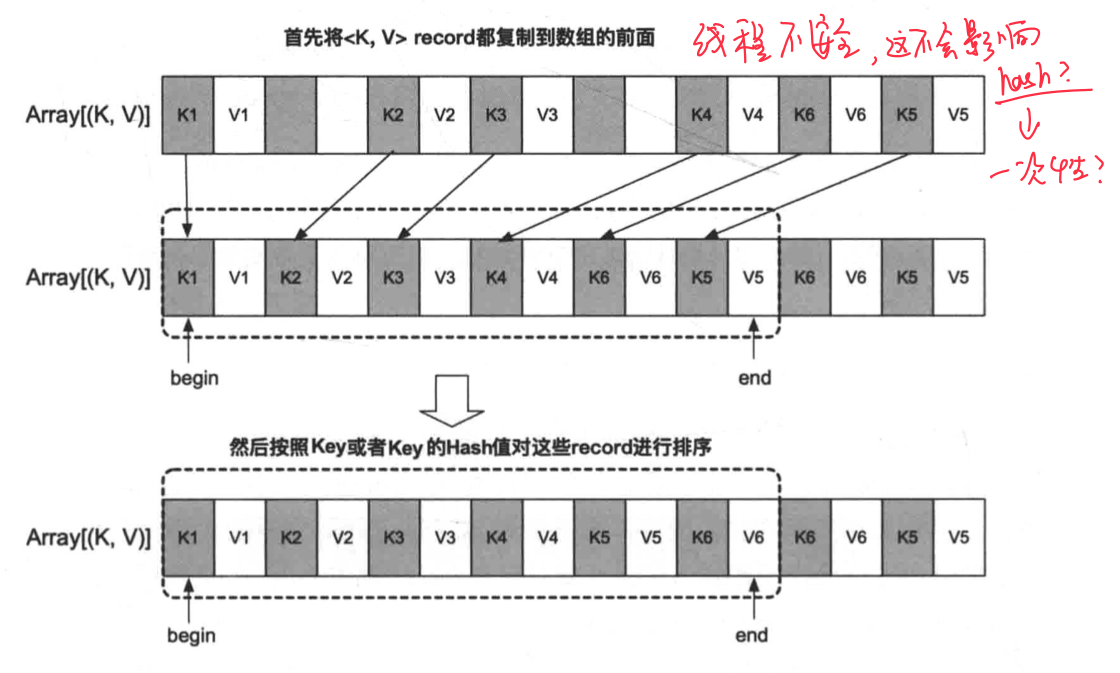 首先将<K, V> record都复制到数组的前面
线程不安全,这不会影响
hash?
↓
一次性?
Array[(K, V)] K1 V1 K2 V2 K3 V3 K4 V4 K6 V6 K5 V5
Array[(K, V)] K1 V1 K2 V2 K3 V3 K4 V4 K6 V6 K5 V5 K6 V6 K5 V5
begin end
然后按照Key或者Key的Hash值对这些record进行排序
Array[(K, V)] K1 V1 K2 V2 K3 V3 K4 V4 K5 V5 K6 V6 K6 V6 K5 V5
begin end